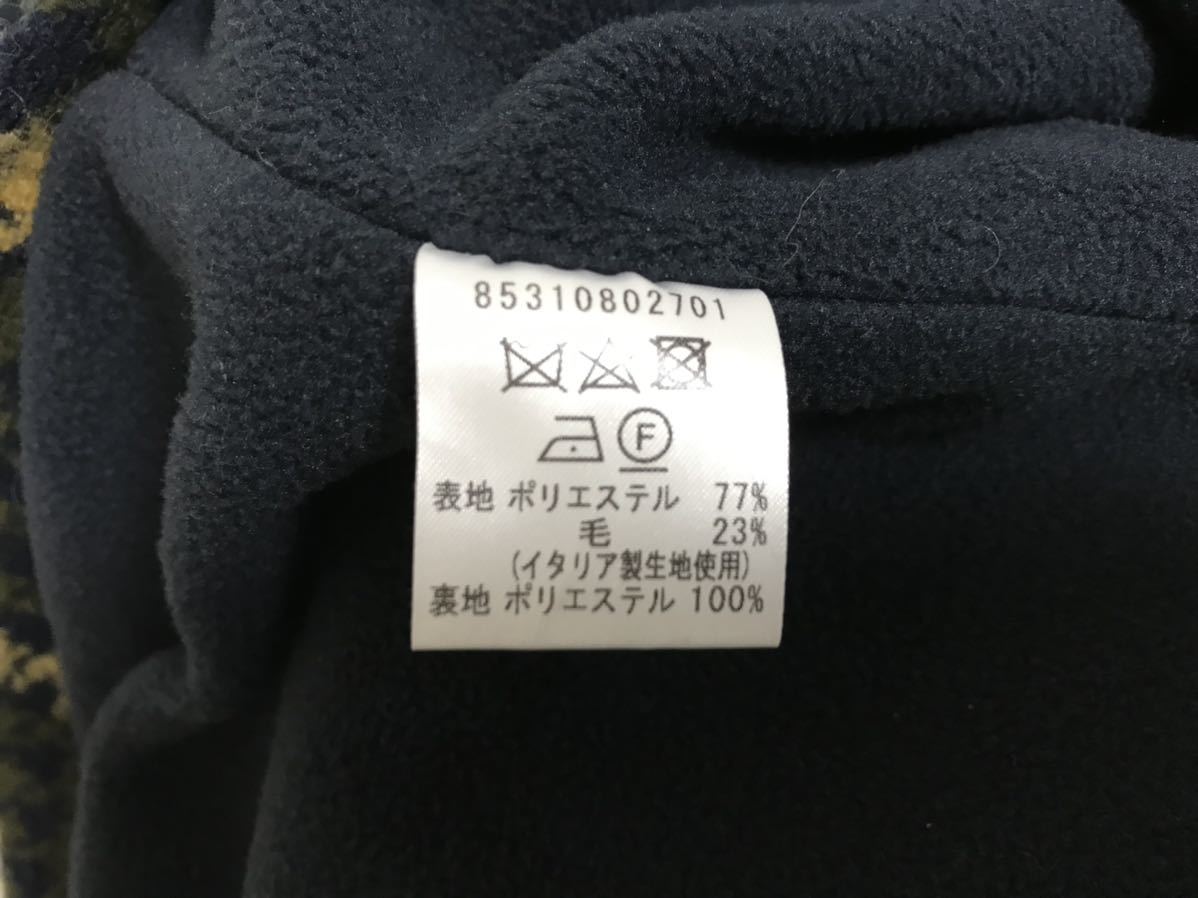 85310802701
F
表地 ポリエステル 77%
毛 23%
(イタリア製生地使用)
裏地 ポリエステル 100%